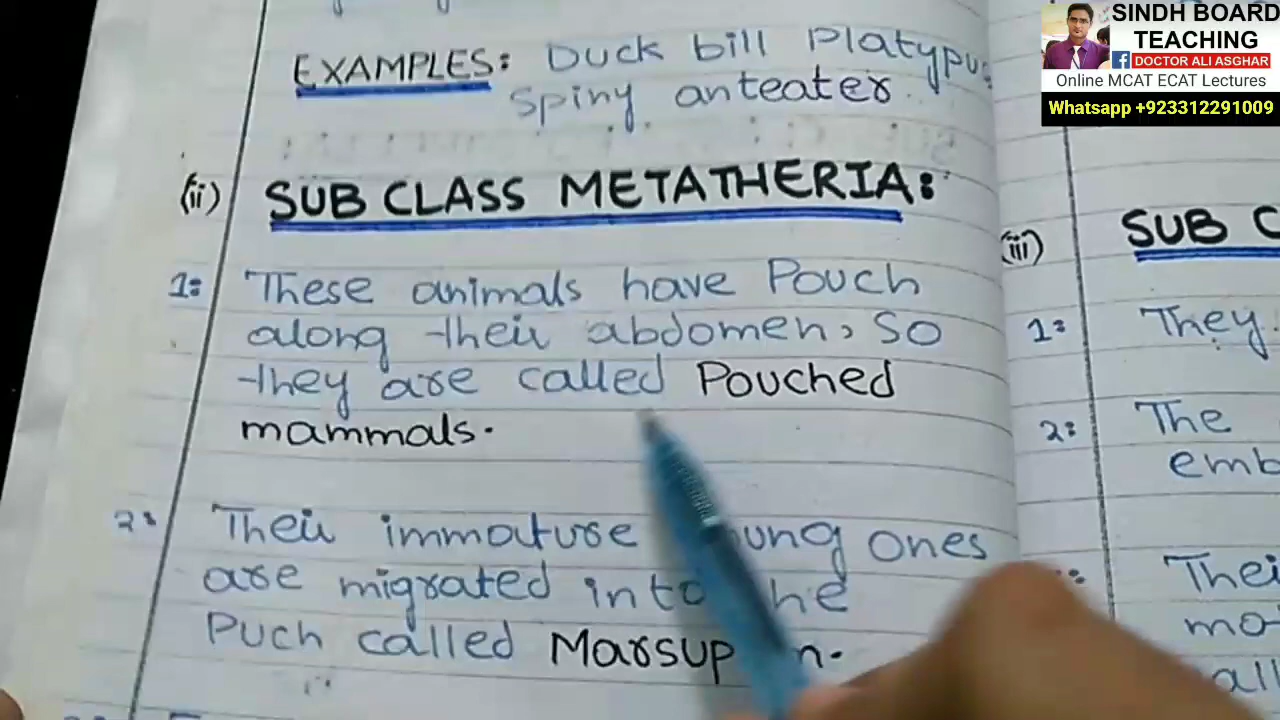 EXAMPLES: Duck bill Platypus
Spiny anteater.
(ii) SUB CLASS METATHERIA:
1: These animals have Pouch
along their abdomen, so
they are called Pouched
mammals.
2: Their immature young ones
are migrated into the
Puch called Marsup n.
(iii) SUB C
1: They
2: The
emb
Thei
mo
all
SINDH BOARD
TEACHING
DOCTOR ALI ASGHAR
Online MCAT ECAT Lectures
Whatsapp +923312291009